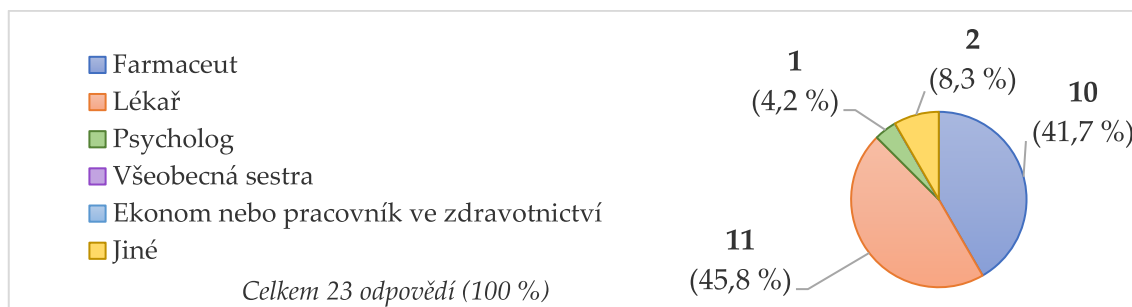 Farmaceut
Lékař
Psycholog
Všeobecná sestra
Ekonom nebo pracovník ve zdravotnictví
Jiné
Celkem 23 odpovědí (100 %)
1
(4,2 %)
2
(8,3 %)
10
(41,7 %)
11
(45,8 %)